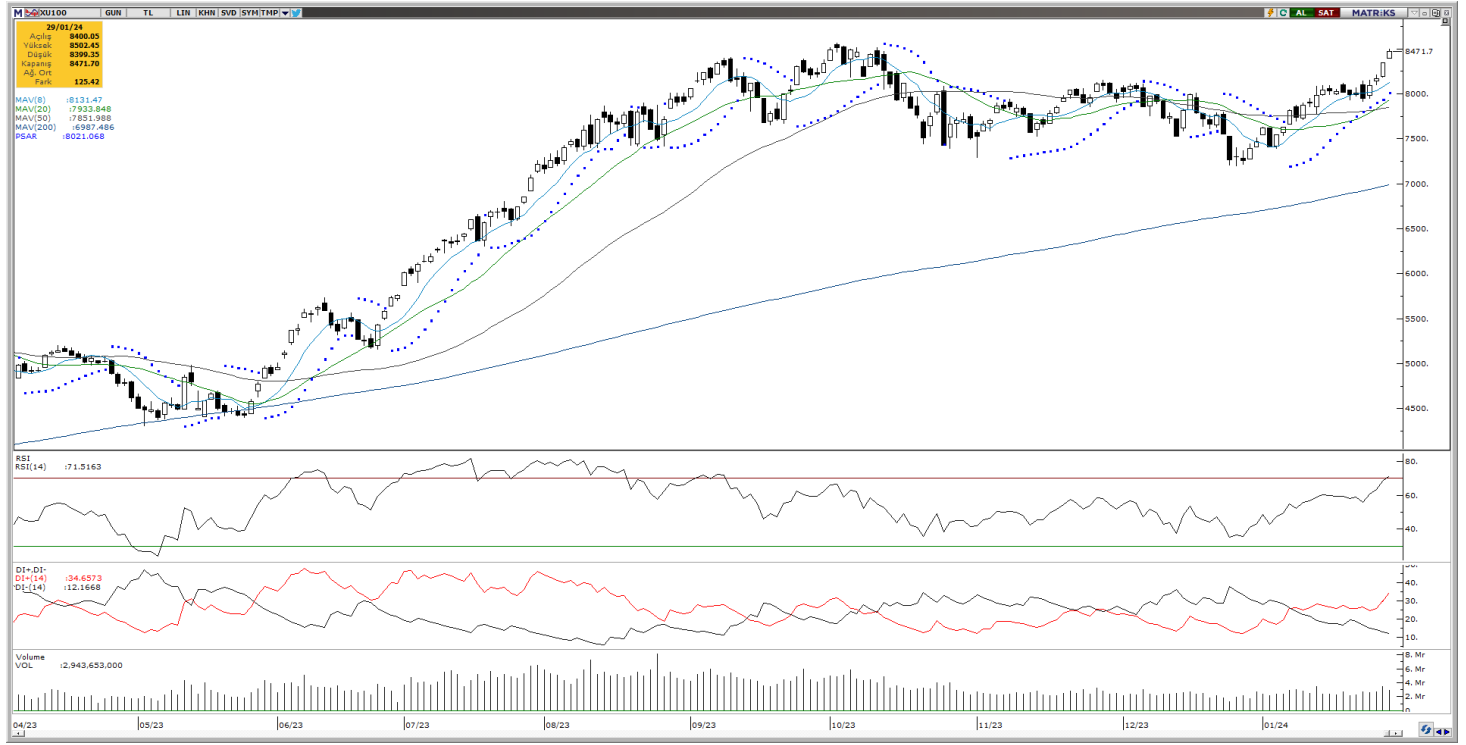 M XU100 GUN TL LIN KHN SVD SYM TMP AL SAT MATRiKS
29/01/24
Açılış 8400.05
Yüksek 8502.45
Düşük 8399.35
Kapanış 8471.70
Ağ. Ort
Fark 125.42
MAV(8) :8131.47
MAV(20) :7933.848
MAV(50) :7851.988
MAV(200) :6987.486
PSAR :8021.068
8471.7
8000.
7500.
7000.
6500.
6000.
5500.
5000.
4500.
RSI
RSI(14) :71.5163
80.
60.
40.
DI+,DI-
DI+(14) :34.6573
DI-(14) :12.1668
40.
30.
20.
10.
Volume
VOL :2,943,653,000
8. Mr
6. Mr
4. Mr
2. Mr
0.
04/23 05/23 06/23 07/23 08/23 09/23 10/23 11/23 12/23 01/24